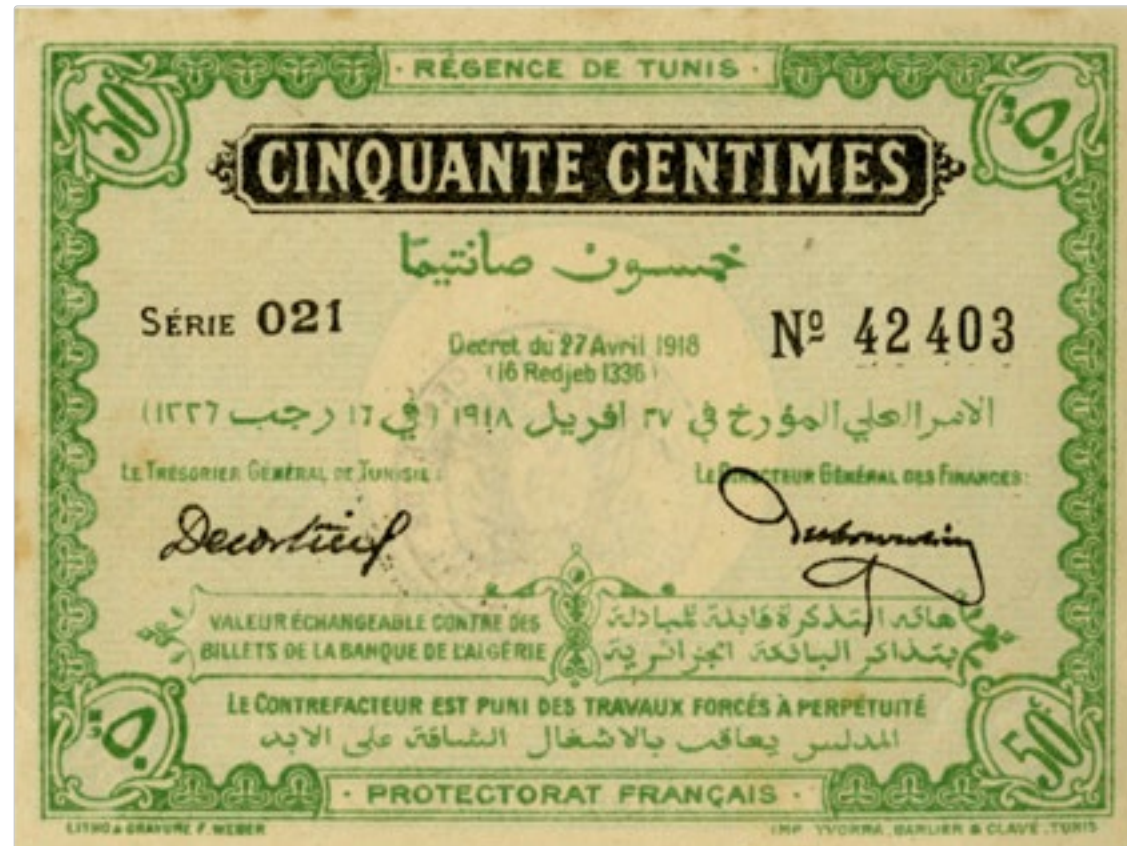 · RÉGENCE DE TUNIS ·
50
٥٠
CINQUANTE CENTIMES
خمسون صانتيمًا
SÉRIE 021
Nº 42403
Décret du 27 Avril 1918
(16 Redjeb 1336)
الامر العلي المؤرخ في ٢٧ افريل ١٩١٨ (في ١٦ رجب ١٣٣٦)
LE TRÉSORIER GÉNÉRAL DE TUNISIE:
LE DIRECTEUR GÉNÉRAL DES FINANCES:
VALEUR ÉCHANGEABLE CONTRE DES
BILLETS DE LA BANQUE DE L'ALGÉRIE
هاته التذكرة قابلة للمبادلة
بتذاكر البانكة الجزائرية
LE CONTREFACTEUR EST PUNI DES TRAVAUX FORCÉS À PERPÉTUITÉ
المدلس يعاقب بالاشغال الشاقة على الابد
٥٠
50 c
· PROTECTORAT FRANÇAIS ·
LITHO & GRAVURE F. WEBER
IMP. YVORRA, BARLIER & CLAVÉ. TUNIS